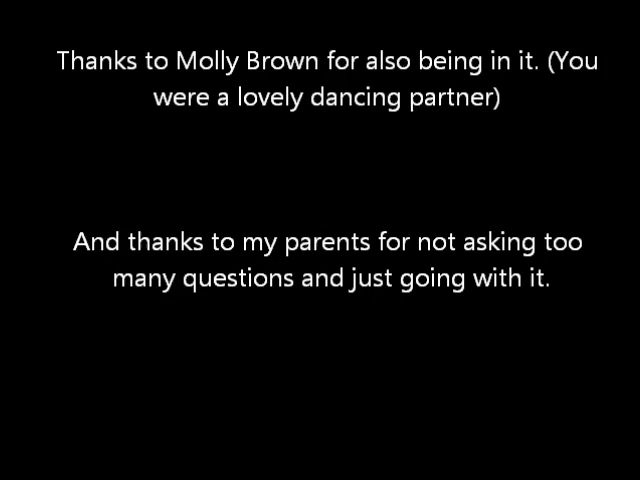 Thanks to Molly Brown for also being in it. (You
were a lovely dancing partner)
And thanks to my parents for not asking too
many questions and just going with it.